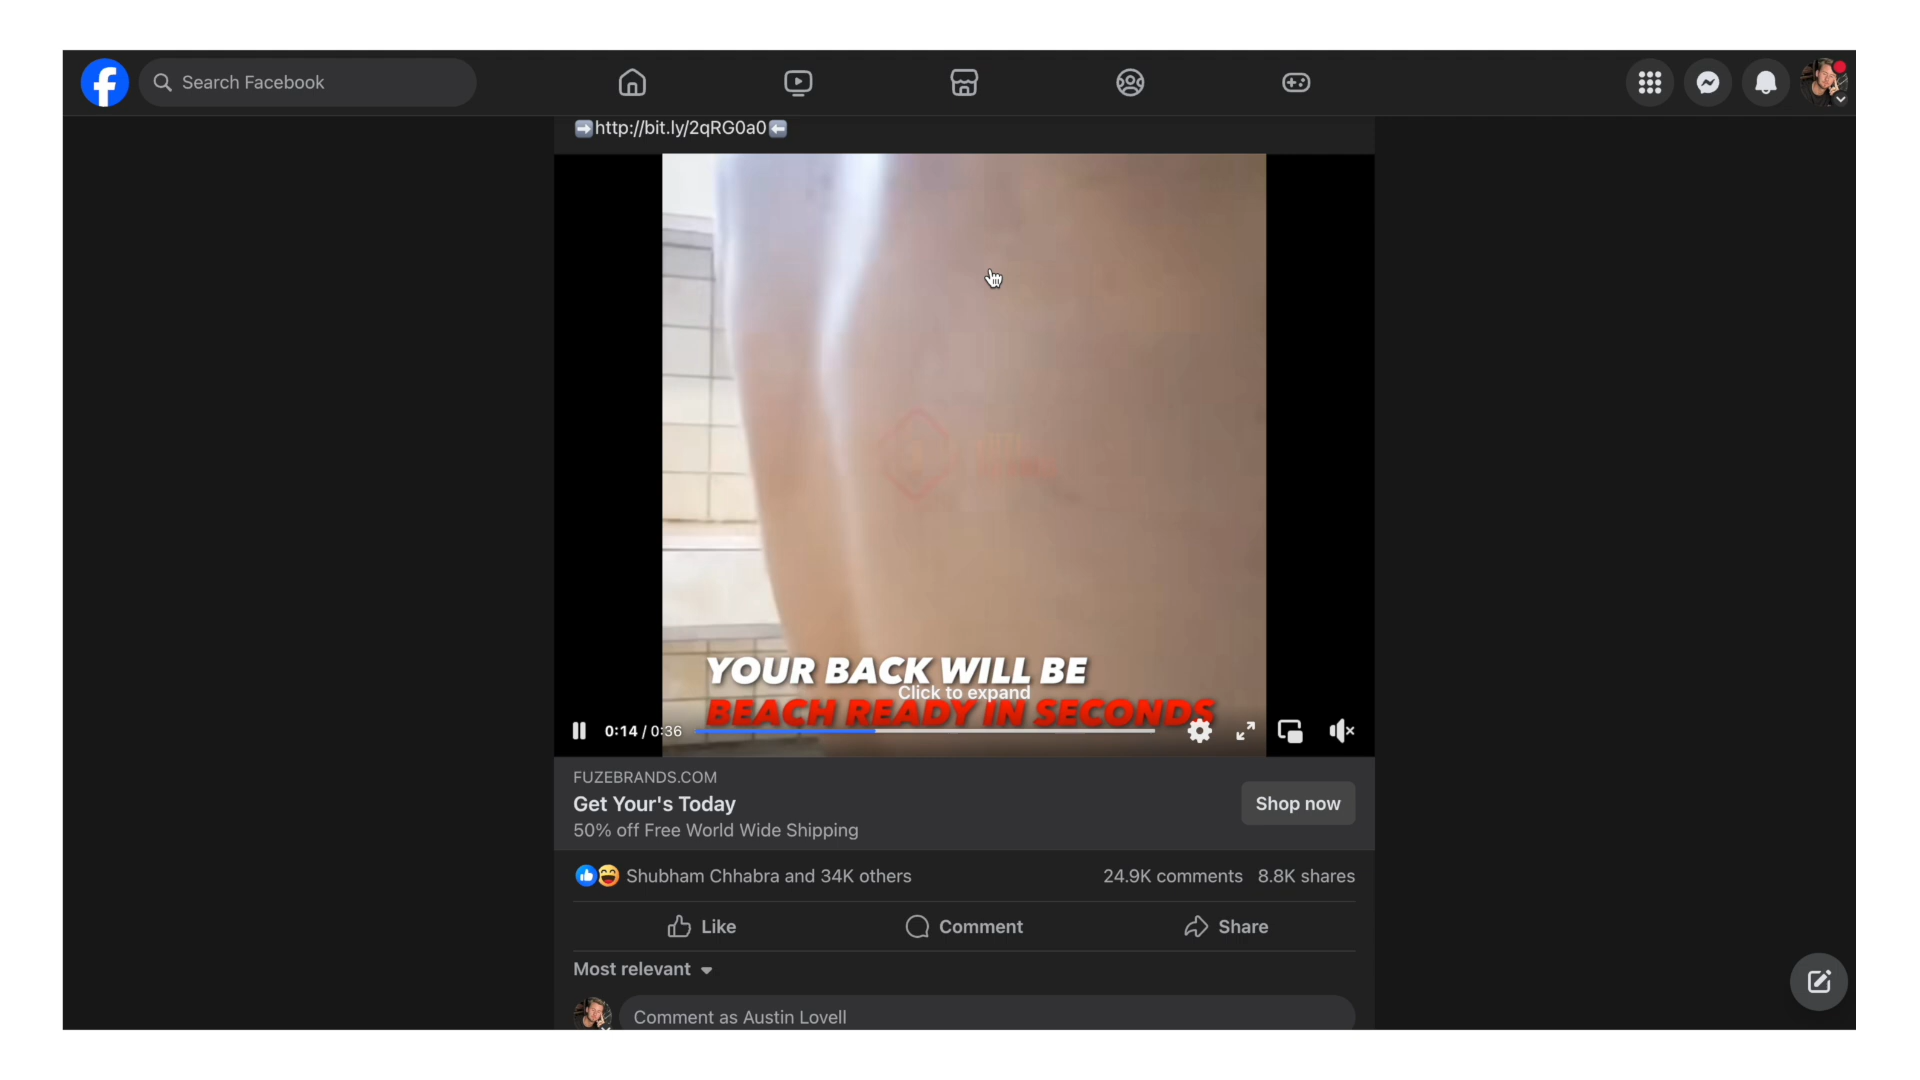 Search Facebook
➡http://bit.ly/2qRG0a0⬅
YOUR BACK WILL BE
Click to expand
BEACH READY IN SECONDS
0:14 / 0:36
FUZEBRANDS.COM
Get Your's Today
50% off Free World Wide Shipping
Shop now
Shubham Chhabra and 34K others
24.9K comments 8.8K shares
Like
Comment
Share
Most relevant
Comment as Austin Lovell